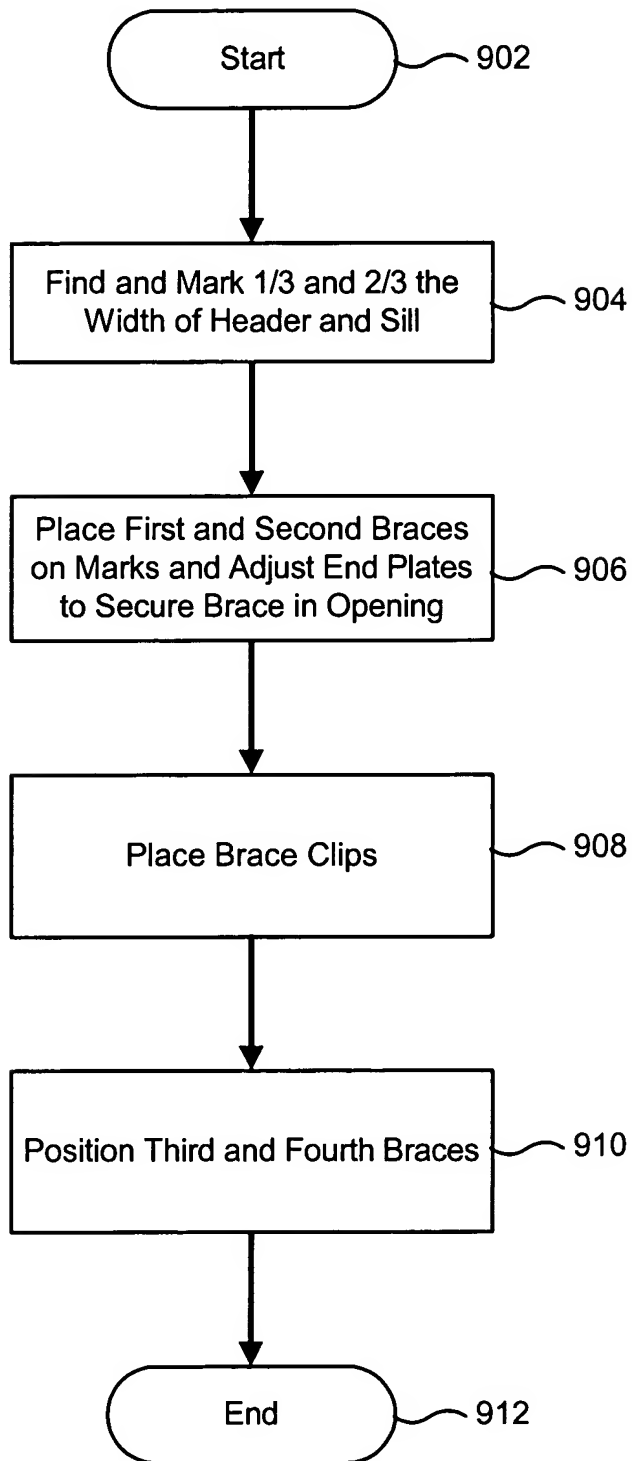 Start
902
Find and Mark 1/3 and 2/3 the
Width of Header and Sill
904
Place First and Second Braces
on Marks and Adjust End Plates
to Secure Brace in Opening
906
Place Brace Clips
908
Position Third and Fourth Braces
910
End
912